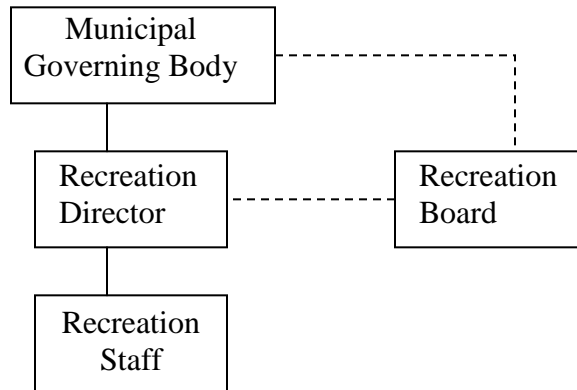 Municipal
Governing Body
Recreation
Director
Recreation
Board
Recreation
Staff